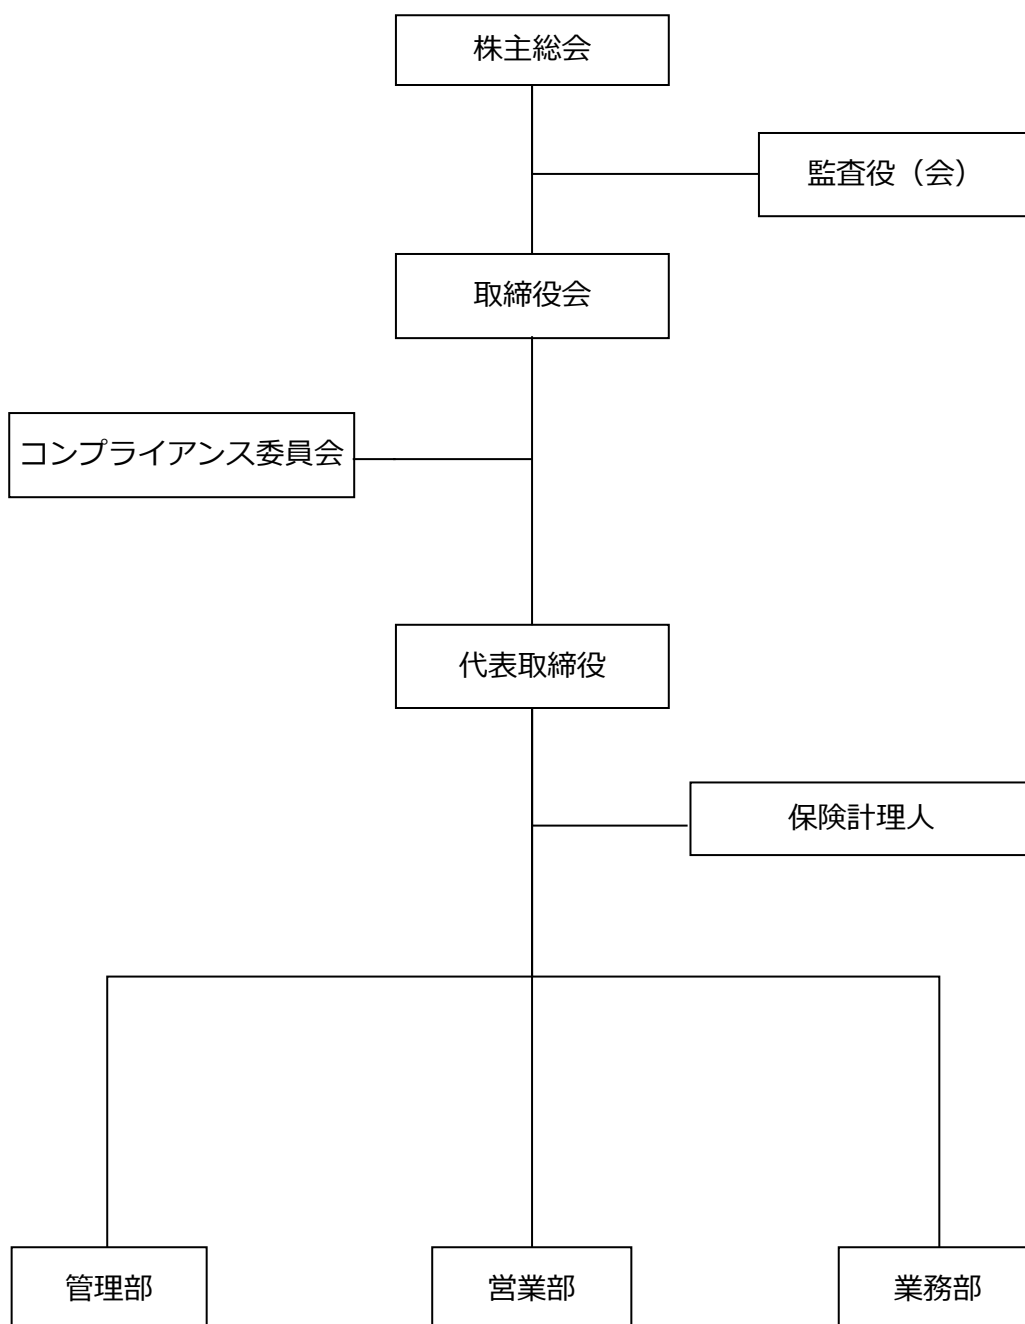 株主総会
監査役（会）
取締役会
コンプライアンス委員会
代表取締役
保険計理人
管理部
営業部
業務部